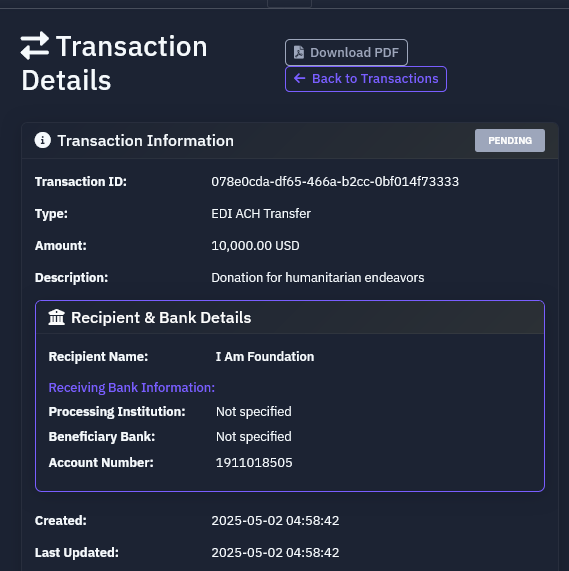 Transaction
Details
Download PDF
Back to Transactions
Transaction Information
PENDING
Transaction ID: 078e0cda-df65-466a-b2cc-0bf014f73333
Type: EDI ACH Transfer
Amount: 10,000.00 USD
Description: Donation for humanitarian endeavors
Recipient & Bank Details
Recipient Name: I Am Foundation
Receiving Bank Information:
Processing Institution: Not specified
Beneficiary Bank: Not specified
Account Number: 1911018505
Created: 2025-05-02 04:58:42
Last Updated: 2025-05-02 04:58:42